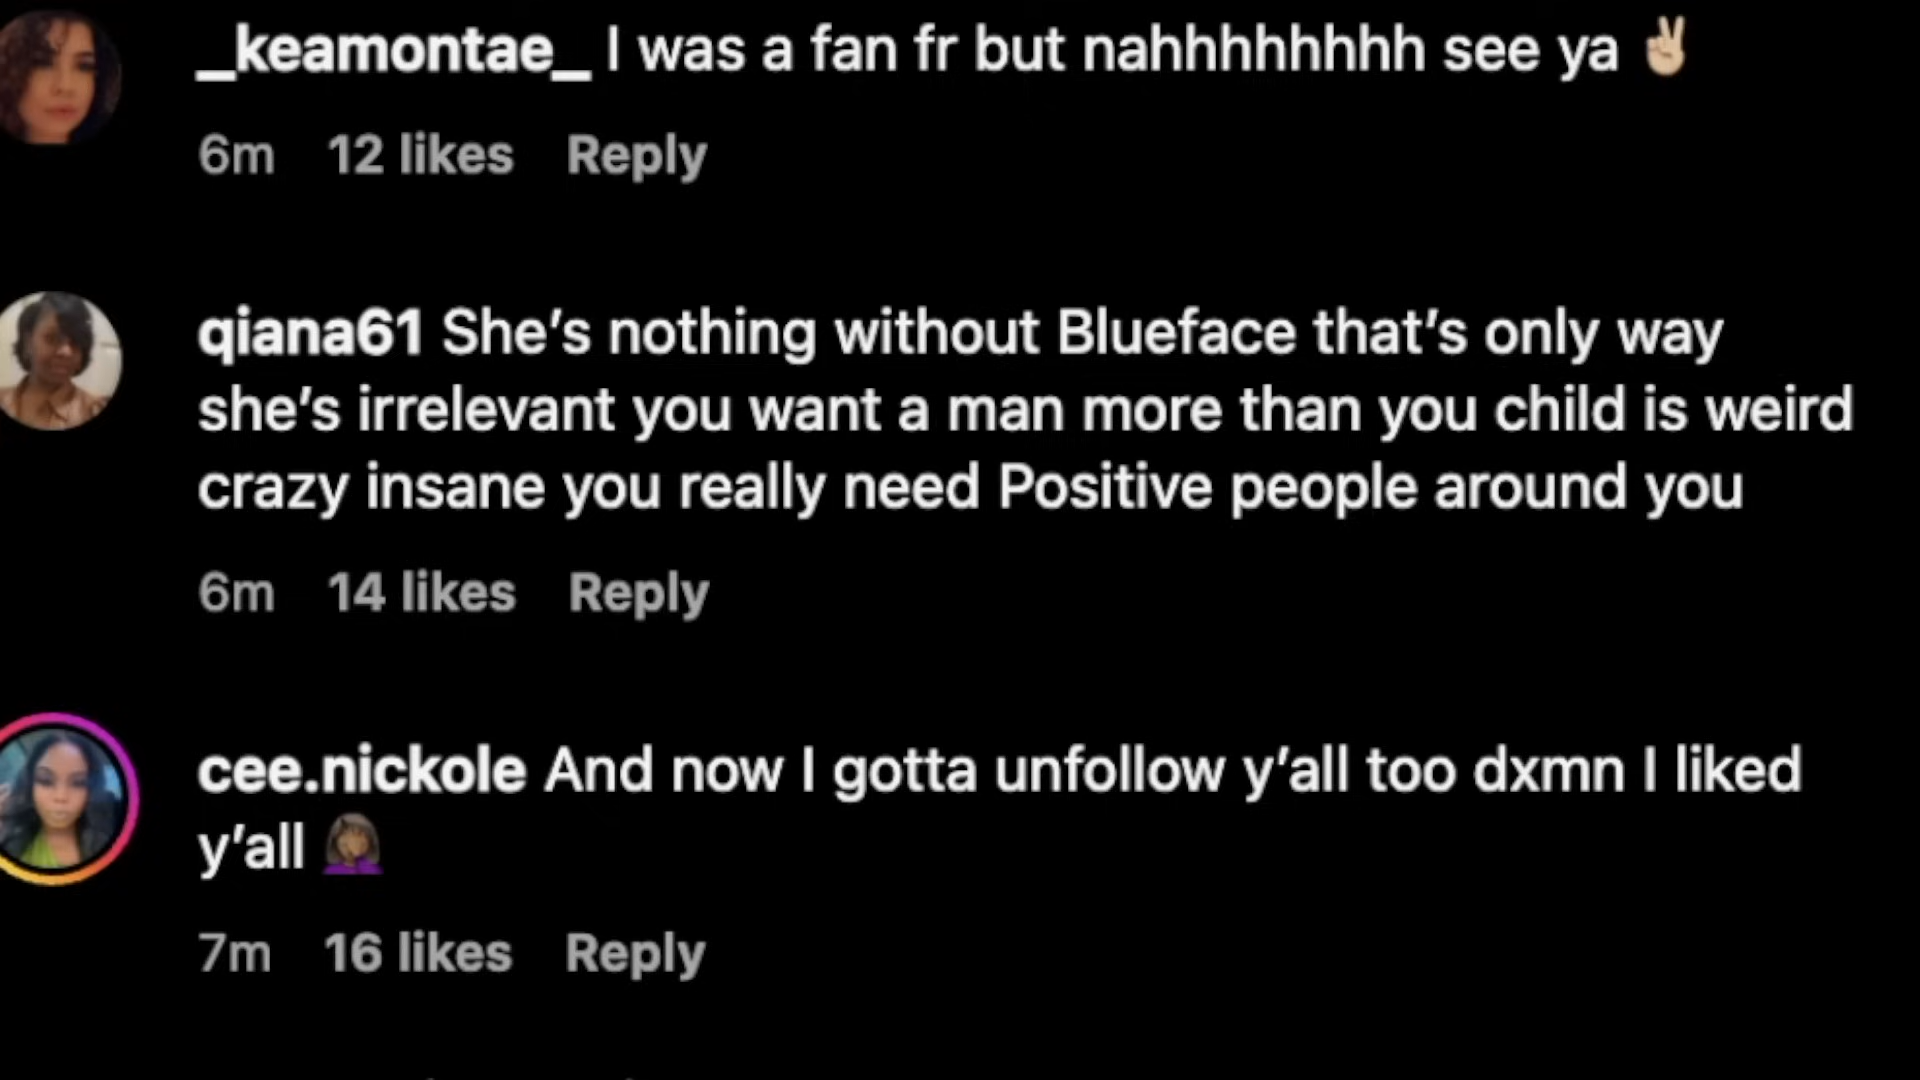 _keamontae_ I was a fan fr but nahhhhhhhh see ya ✌🏻
6m 12 likes Reply
qiana61 She's nothing without Blueface that's only way
she's irrelevant you want a man more than you child is weird
crazy insane you really need Positive people around you
6m 14 likes Reply
cee.nickole And now I gotta unfollow y'all too dxmn I liked
y'all 🤦🏾‍♀️
7m 16 likes Reply